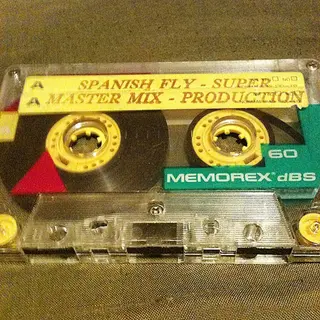 A SPANISH FLY - SUPER
A MASTER MIX - PRODUCTION
60
MEMOREX dBS